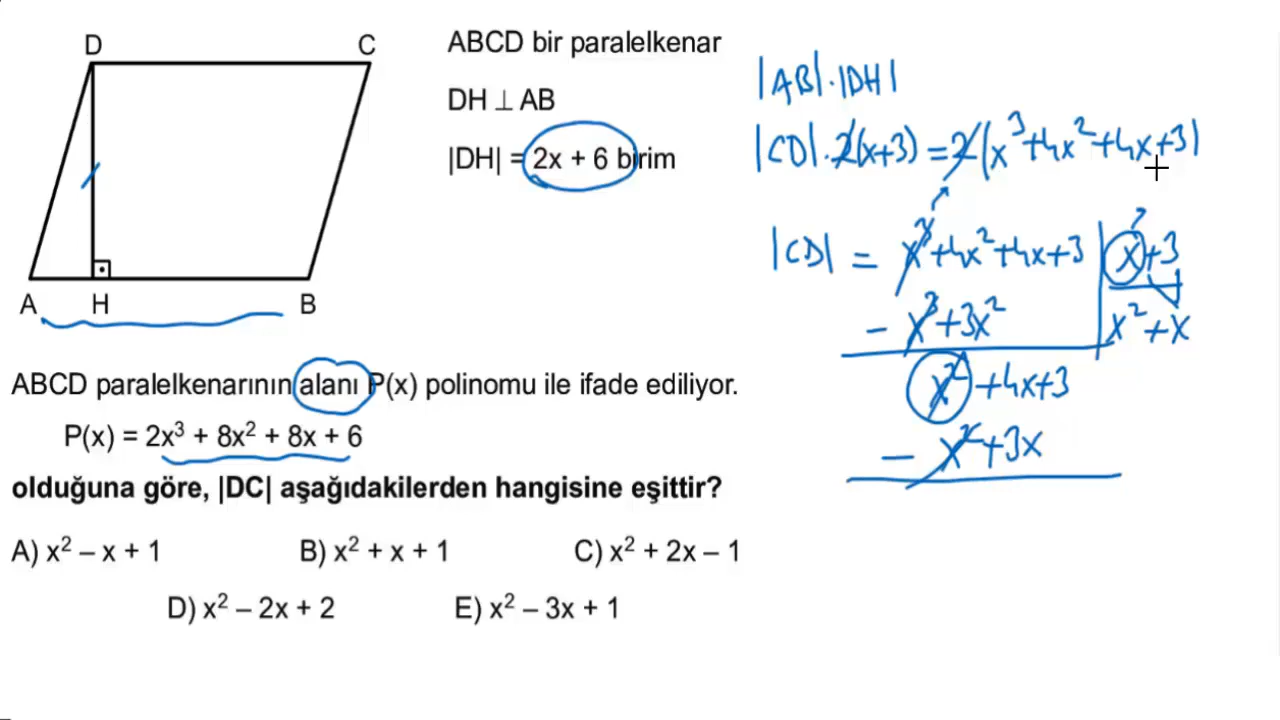 D C
A H B
ABCD bir paralelkenar
DH ⊥ AB
|DH| = 2x + 6 birim
ABCD paralelkenarının alanı P(x) polinomu ile ifade ediliyor.
P(x) = 2x³ + 8x² + 8x + 6
olduğuna göre, |DC| aşağıdakilerden hangisine eşittir?
A) x² – x + 1 B) x² + x + 1 C) x² + 2x – 1
D) x² – 2x + 2 E) x² – 3x + 1
|AB|.|DH|
|CD|.2(x+3) = 2(x³+4x²+4x+3)
|CD| = x³+4x²+4x+3 | x+3
– x³+3x² x²+x
x²+4x+3
– x²+3x